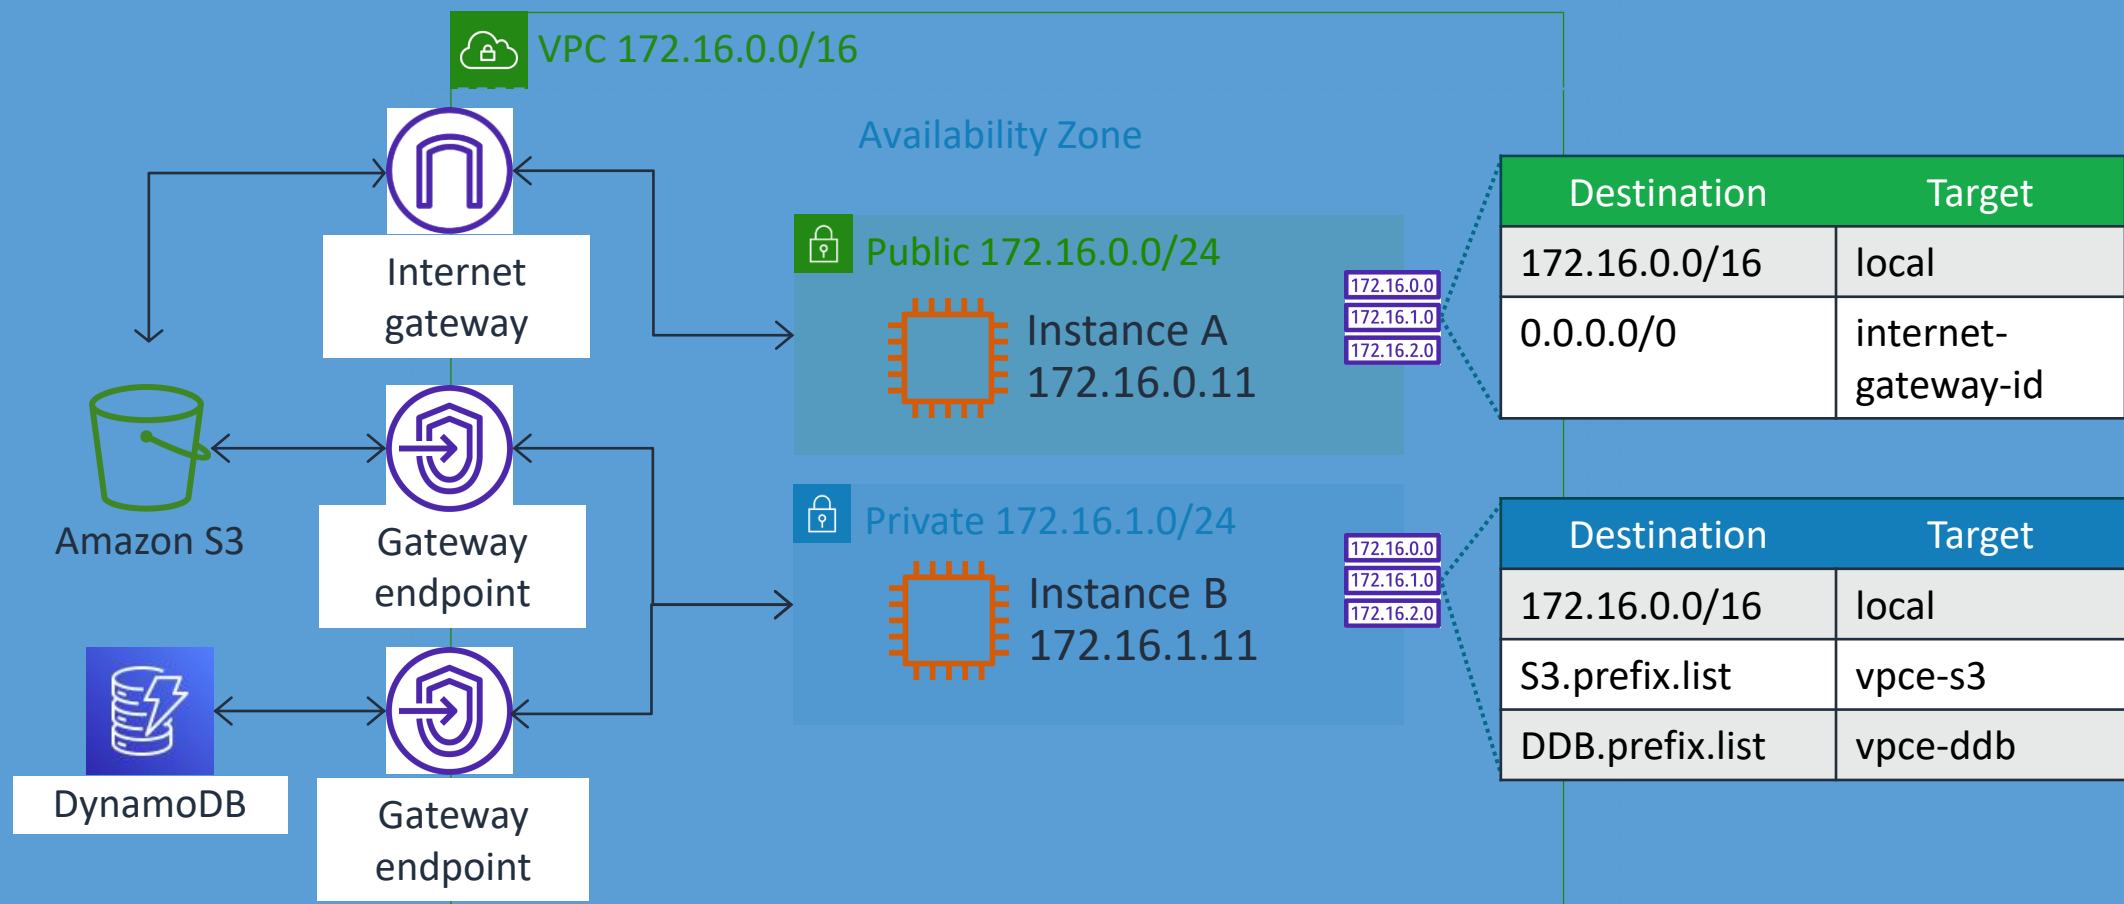 VPC 172.16.0.0/16
Availability Zone
Internet
gateway
Public 172.16.0.0/24
Instance A
172.16.0.11
172.16.0.0
172.16.1.0
172.16.2.0
Destination Target
172.16.0.0/16 local
0.0.0.0/0 internet-
gateway-id
Amazon S3
Gateway
endpoint
Private 172.16.1.0/24
Instance B
172.16.1.11
172.16.0.0
172.16.1.0
172.16.2.0
Destination Target
172.16.0.0/16 local
S3.prefix.list vpce-s3
DDB.prefix.list vpce-ddb
DynamoDB
Gateway
endpoint